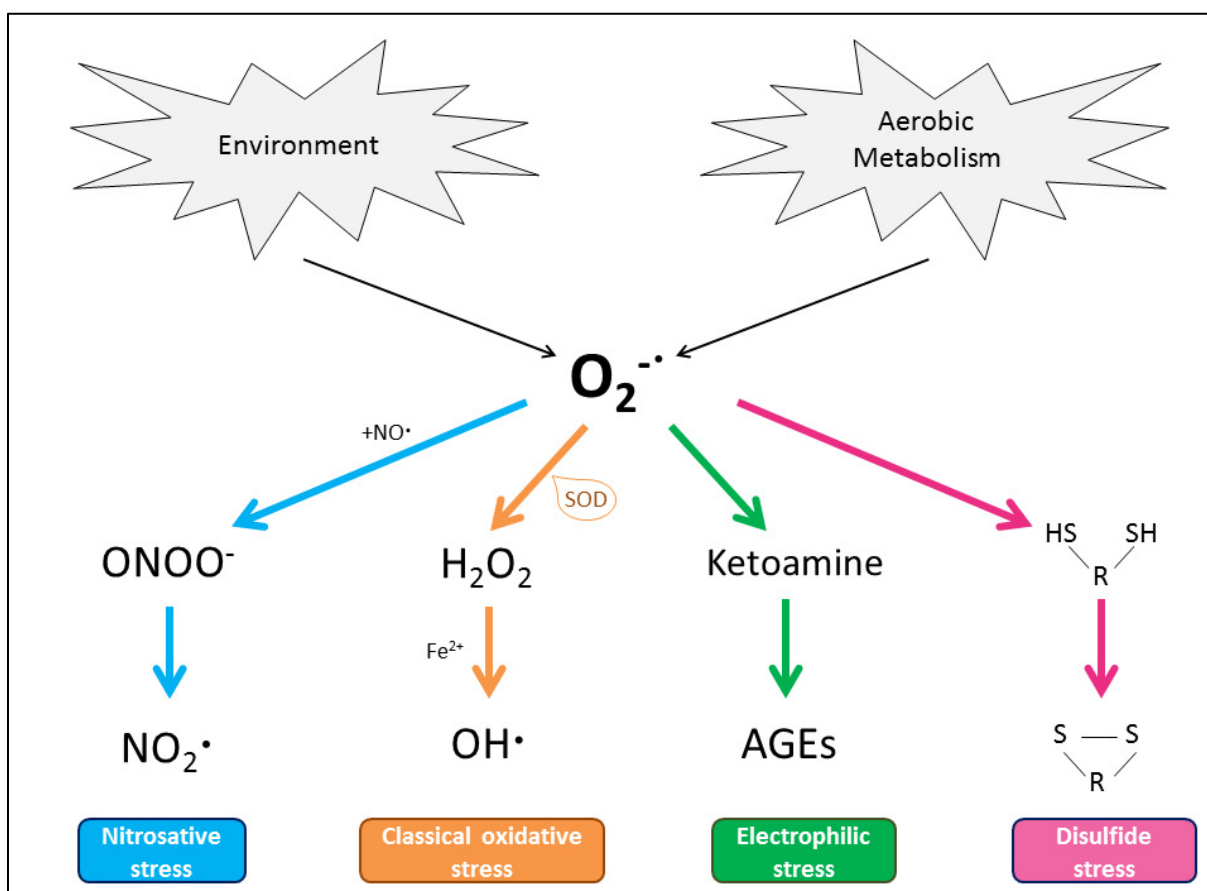 Environment
Aerobic
Metabolism
O₂⁻•
+NO•
SOD
ONOO⁻
H₂O₂
Ketoamine
HS SH
R
Fe²⁺
NO₂•
OH•
AGEs
S — S
R
Nitrosative
stress
Classical oxidative
stress
Electrophilic
stress
Disulfide
stress